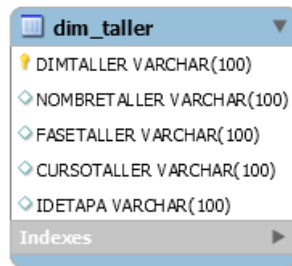 dim_taller
DIMTALLER VARCHAR(100)
NOMBRETALLER VARCHAR(100)
FASETALLER VARCHAR(100)
CURSOTALLER VARCHAR(100)
IDETAPA VARCHAR(100)
Indexes